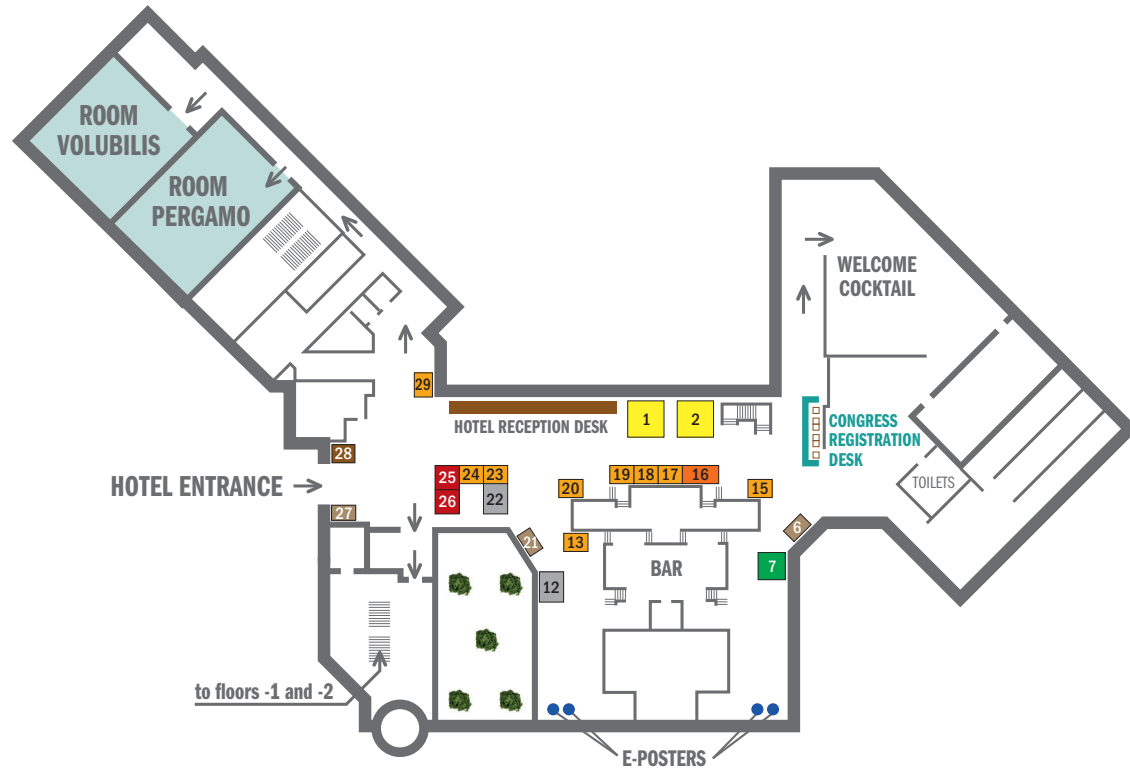 ROOM
VOLUBILIS
ROOM
PERGAMO
WELCOME
COCKTAIL
29
HOTEL RECEPTION DESK
1
2
CONGRESS
REGISTRATION
DESK
28
HOTEL ENTRANCE
25
24
23
19
18
17
16
TOILETS
26
22
20
15
27
21
13
6
12
BAR
7
to floors -1 and -2
E-POSTERS